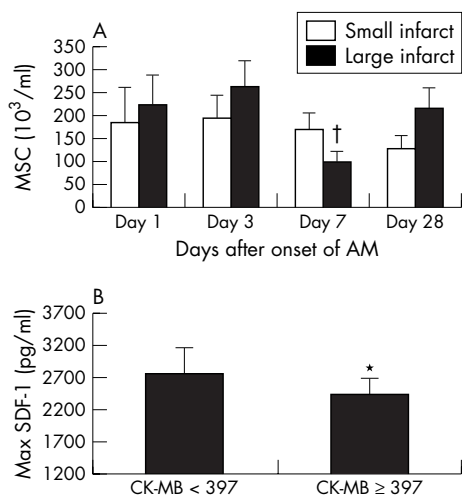 A
Small infarct
Large infarct
MSC (10³/ml)
350
300
250
200
150
100
50
0
†
Day 1 Day 3 Day 7 Day 28
Days after onset of AM
B
Max SDF-1 (pg/ml)
3700
3200
2700
2200
1700
1200
★
CK-MB < 397 CK-MB ≥ 397